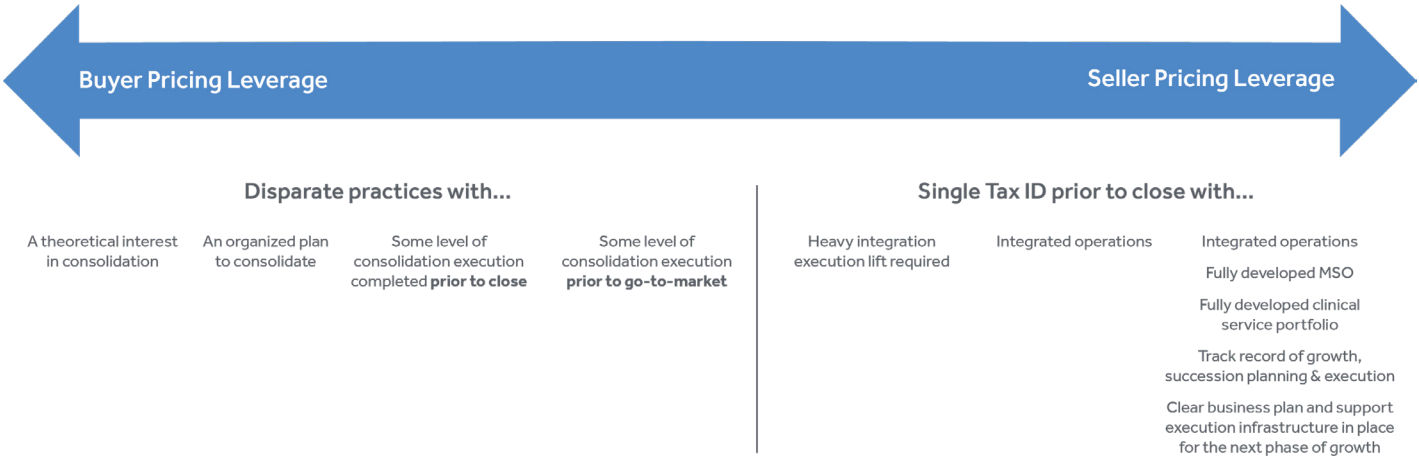 Buyer Pricing Leverage
Seller Pricing Leverage
Disparate practices with...
A theoretical interest
in consolidation
An organized plan
to consolidate
Some level of
consolidation execution
completed prior to close
Some level of
consolidation execution
prior to go-to-market
Single Tax ID prior to close with...
Heavy integration
execution lift required
Integrated operations
Integrated operations
Fully developed MSO
Fully developed clinical
service portfolio
Track record of growth,
succession planning & execution
Clear business plan and support
execution infrastructure in place
for the next phase of growth